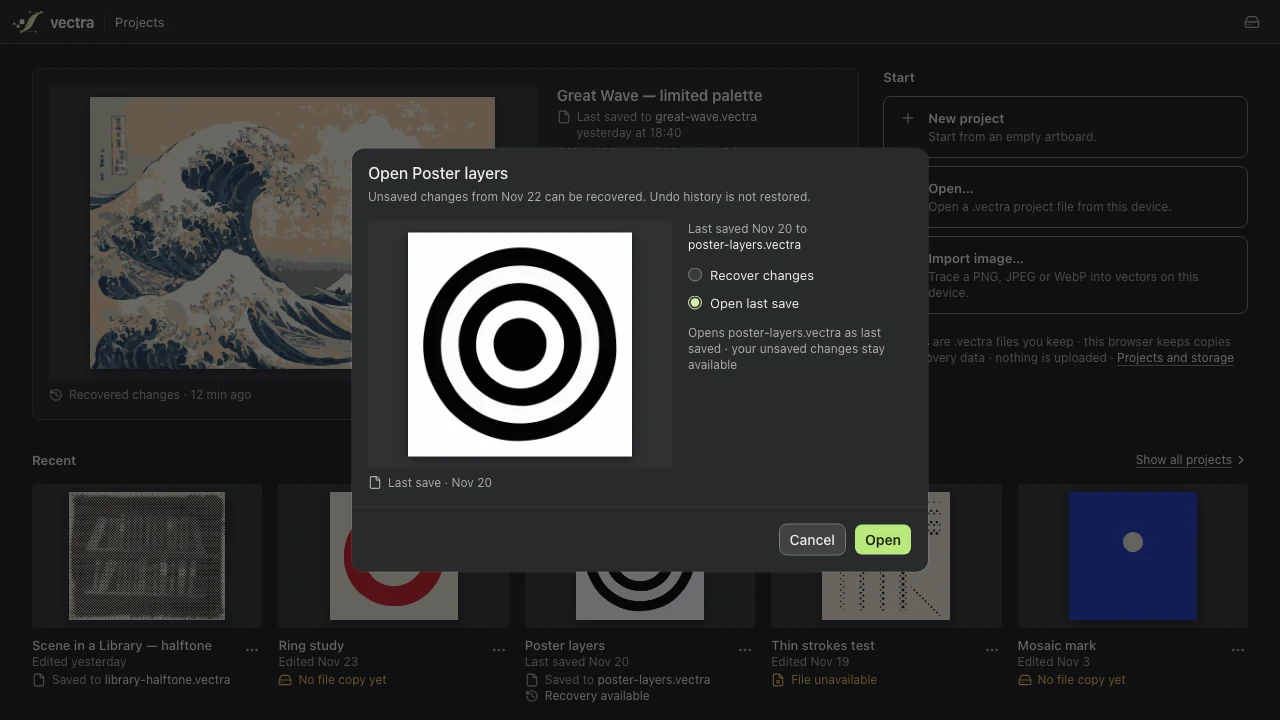 vectra
Projects
Great Wave — limited palette
Last saved to great-wave.vectra
yesterday at 18:40
Recovered changes · 12 min ago
Start
New project
Start from an empty artboard.
Open...
Open a .vectra project file from this device.
Import image...
Trace a PNG, JPEG or WebP into vectors on this
device.
are .vectra files you keep · this browser keeps copies
data · nothing is uploaded · Projects and storage
Open Poster layers
Unsaved changes from Nov 22 can be recovered. Undo history is not restored.
Last saved Nov 20 to
poster-layers.vectra
Recover changes
Open last save
Opens poster-layers.vectra as last
saved · your unsaved changes stay
available
Last save · Nov 20
Cancel
Open
Recent
Show all projects
Scene in a Library — halftone
Edited yesterday
Saved to library-halftone.vectra
Ring study
Edited Nov 23
No file copy yet
Poster layers
Last saved Nov 20
Saved to poster-layers.vectra
Recovery available
Thin strokes test
Edited Nov 19
File unavailable
Mosaic mark
Edited Nov 3
No file copy yet